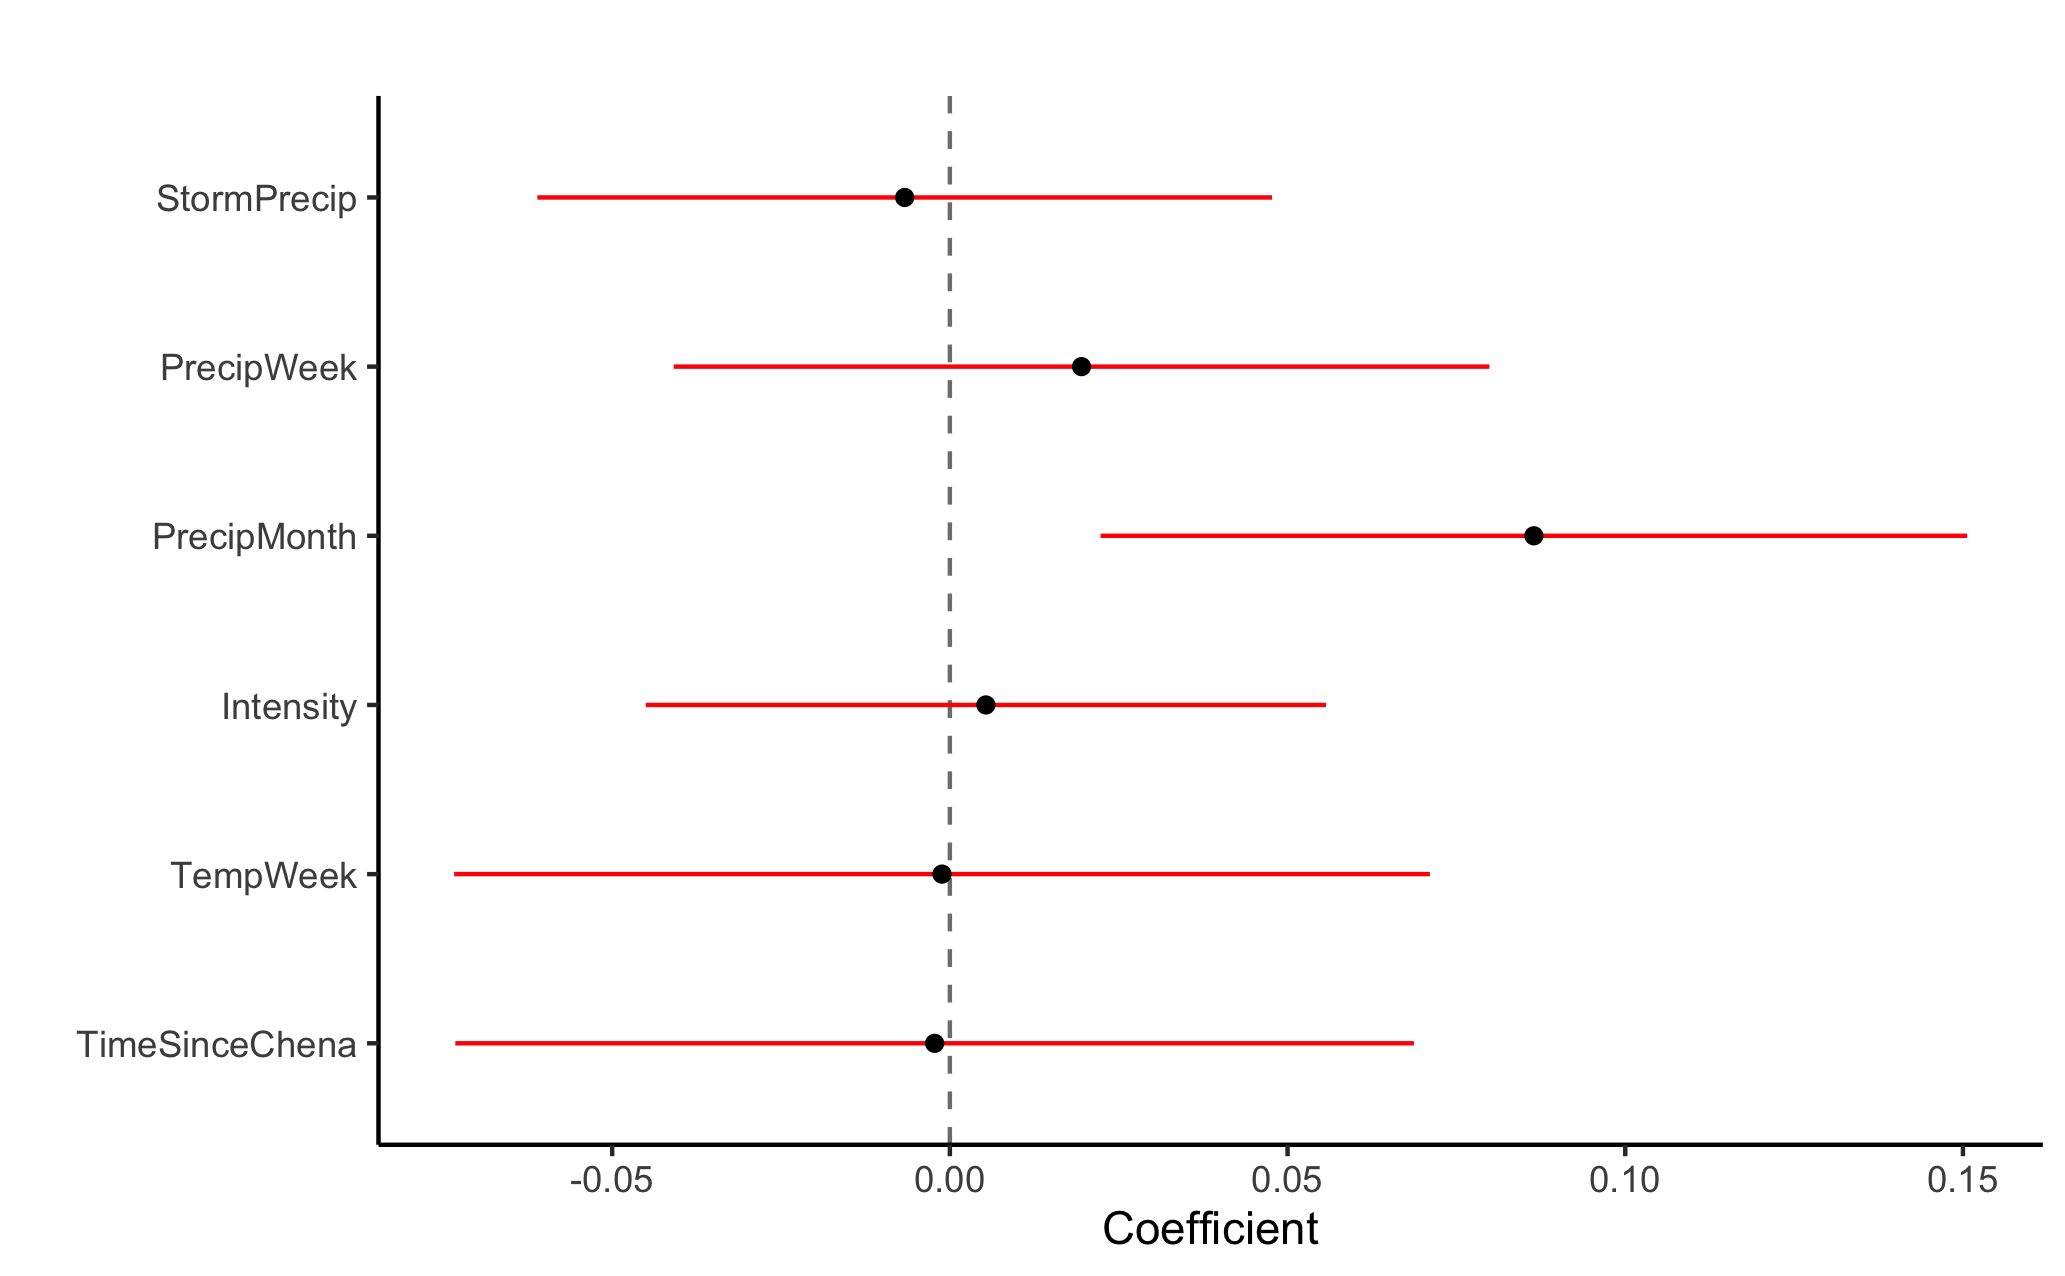 StormPrecip
PrecipWeek
PrecipMonth
Intensity
TempWeek
TimeSinceChena
-0.05 0.00 0.05 0.10 0.15
Coefficient